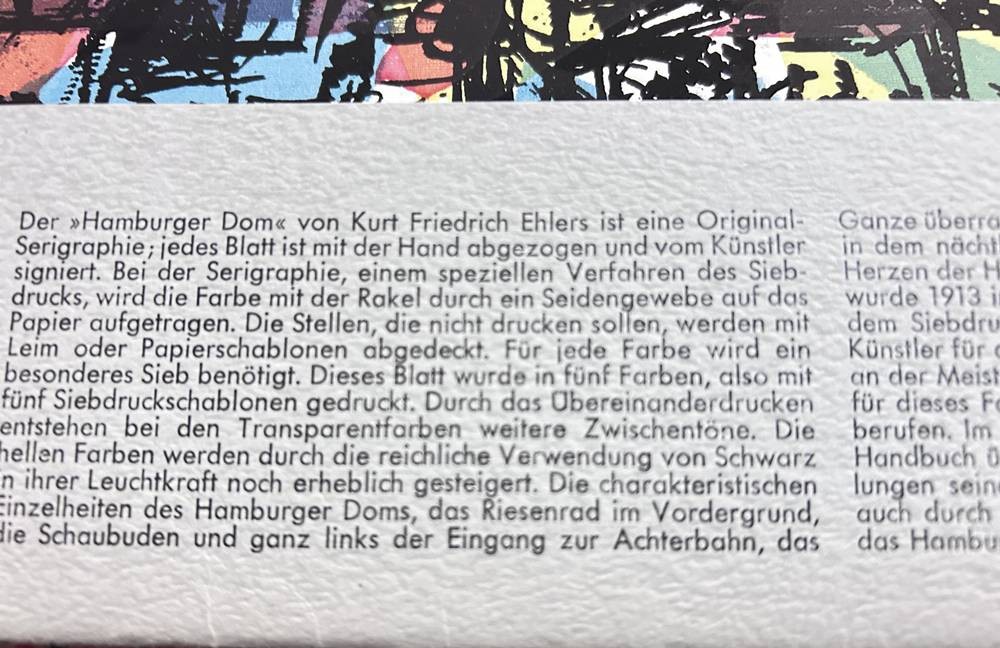 Der »Hamburger Dom« von Kurt Friedrich Ehlers ist eine Original-
Serigraphie; jedes Blatt ist mit der Hand abgezogen und vom Künstler
signiert. Bei der Serigraphie, einem speziellen Verfahren des Sieb-
drucks, wird die Farbe mit der Rakel durch ein Seidengewebe auf das
Papier aufgetragen. Die Stellen, die nicht drucken sollen, werden mit
Leim oder Papierschablonen abgedeckt. Für jede Farbe wird ein
besonderes Sieb benötigt. Dieses Blatt wurde in fünf Farben, also mit
fünf Siebdruckschablonen gedruckt. Durch das Übereinanderdrucken
entstehen bei den Transparentfarben weitere Zwischentöne. Die
hellen Farben werden durch die reichliche Verwendung von Schwarz
in ihrer Leuchtkraft noch erheblich gesteigert. Die charakteristischen
Einzelheiten des Hamburger Doms, das Riesenrad im Vordergrund,
die Schaubuden und ganz links der Eingang zur Achterbahn, das
Ganze
in dem nächt
Herzen der
wurde 1913
dem
Künstler für
an der
für dieses
berufen. Im
Handbuch
lungen
auch durch
das